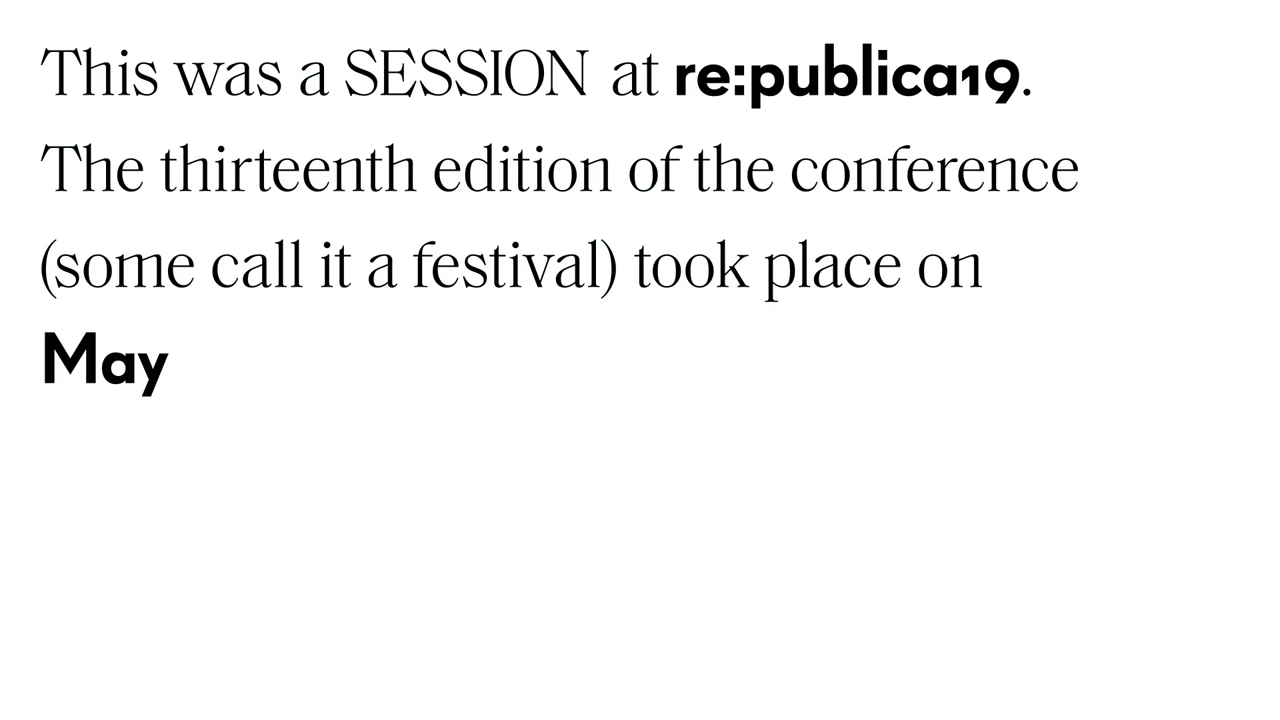 This was a SESSION at re:publica19.
The thirteenth edition of the conference
(some call it a festival) took place on
May